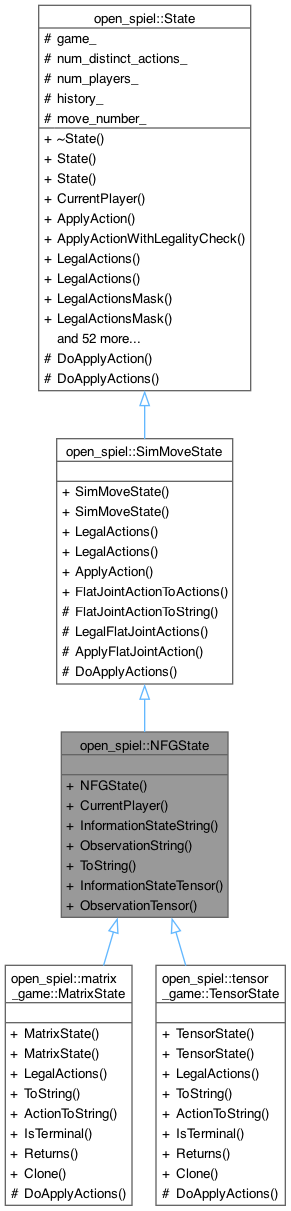 open_spiel::State
# game_
# num_distinct_actions_
# num_players_
# history_
# move_number_
+ ~State()
+ State()
+ State()
+ CurrentPlayer()
+ ApplyAction()
+ ApplyActionWithLegalityCheck()
+ LegalActions()
+ LegalActions()
+ LegalActionsMask()
+ LegalActionsMask()
and 52 more...
# DoApplyAction()
# DoApplyActions()
open_spiel::SimMoveState
+ SimMoveState()
+ SimMoveState()
+ LegalActions()
+ LegalActions()
+ ApplyAction()
+ FlatJointActionToActions()
# FlatJointActionToString()
# LegalFlatJointActions()
# ApplyFlatJointAction()
# DoApplyActions()
open_spiel::NFGState
+ NFGState()
+ CurrentPlayer()
+ InformationStateString()
+ ObservationString()
+ ToString()
+ InformationStateTensor()
+ ObservationTensor()
open_spiel::matrix
_game::MatrixState
+ MatrixState()
+ MatrixState()
+ LegalActions()
+ ToString()
+ ActionToString()
+ IsTerminal()
+ Returns()
+ Clone()
# DoApplyActions()
open_spiel::tensor
_game::TensorState
+ TensorState()
+ TensorState()
+ LegalActions()
+ ToString()
+ ActionToString()
+ IsTerminal()
+ Returns()
+ Clone()
# DoApplyActions()